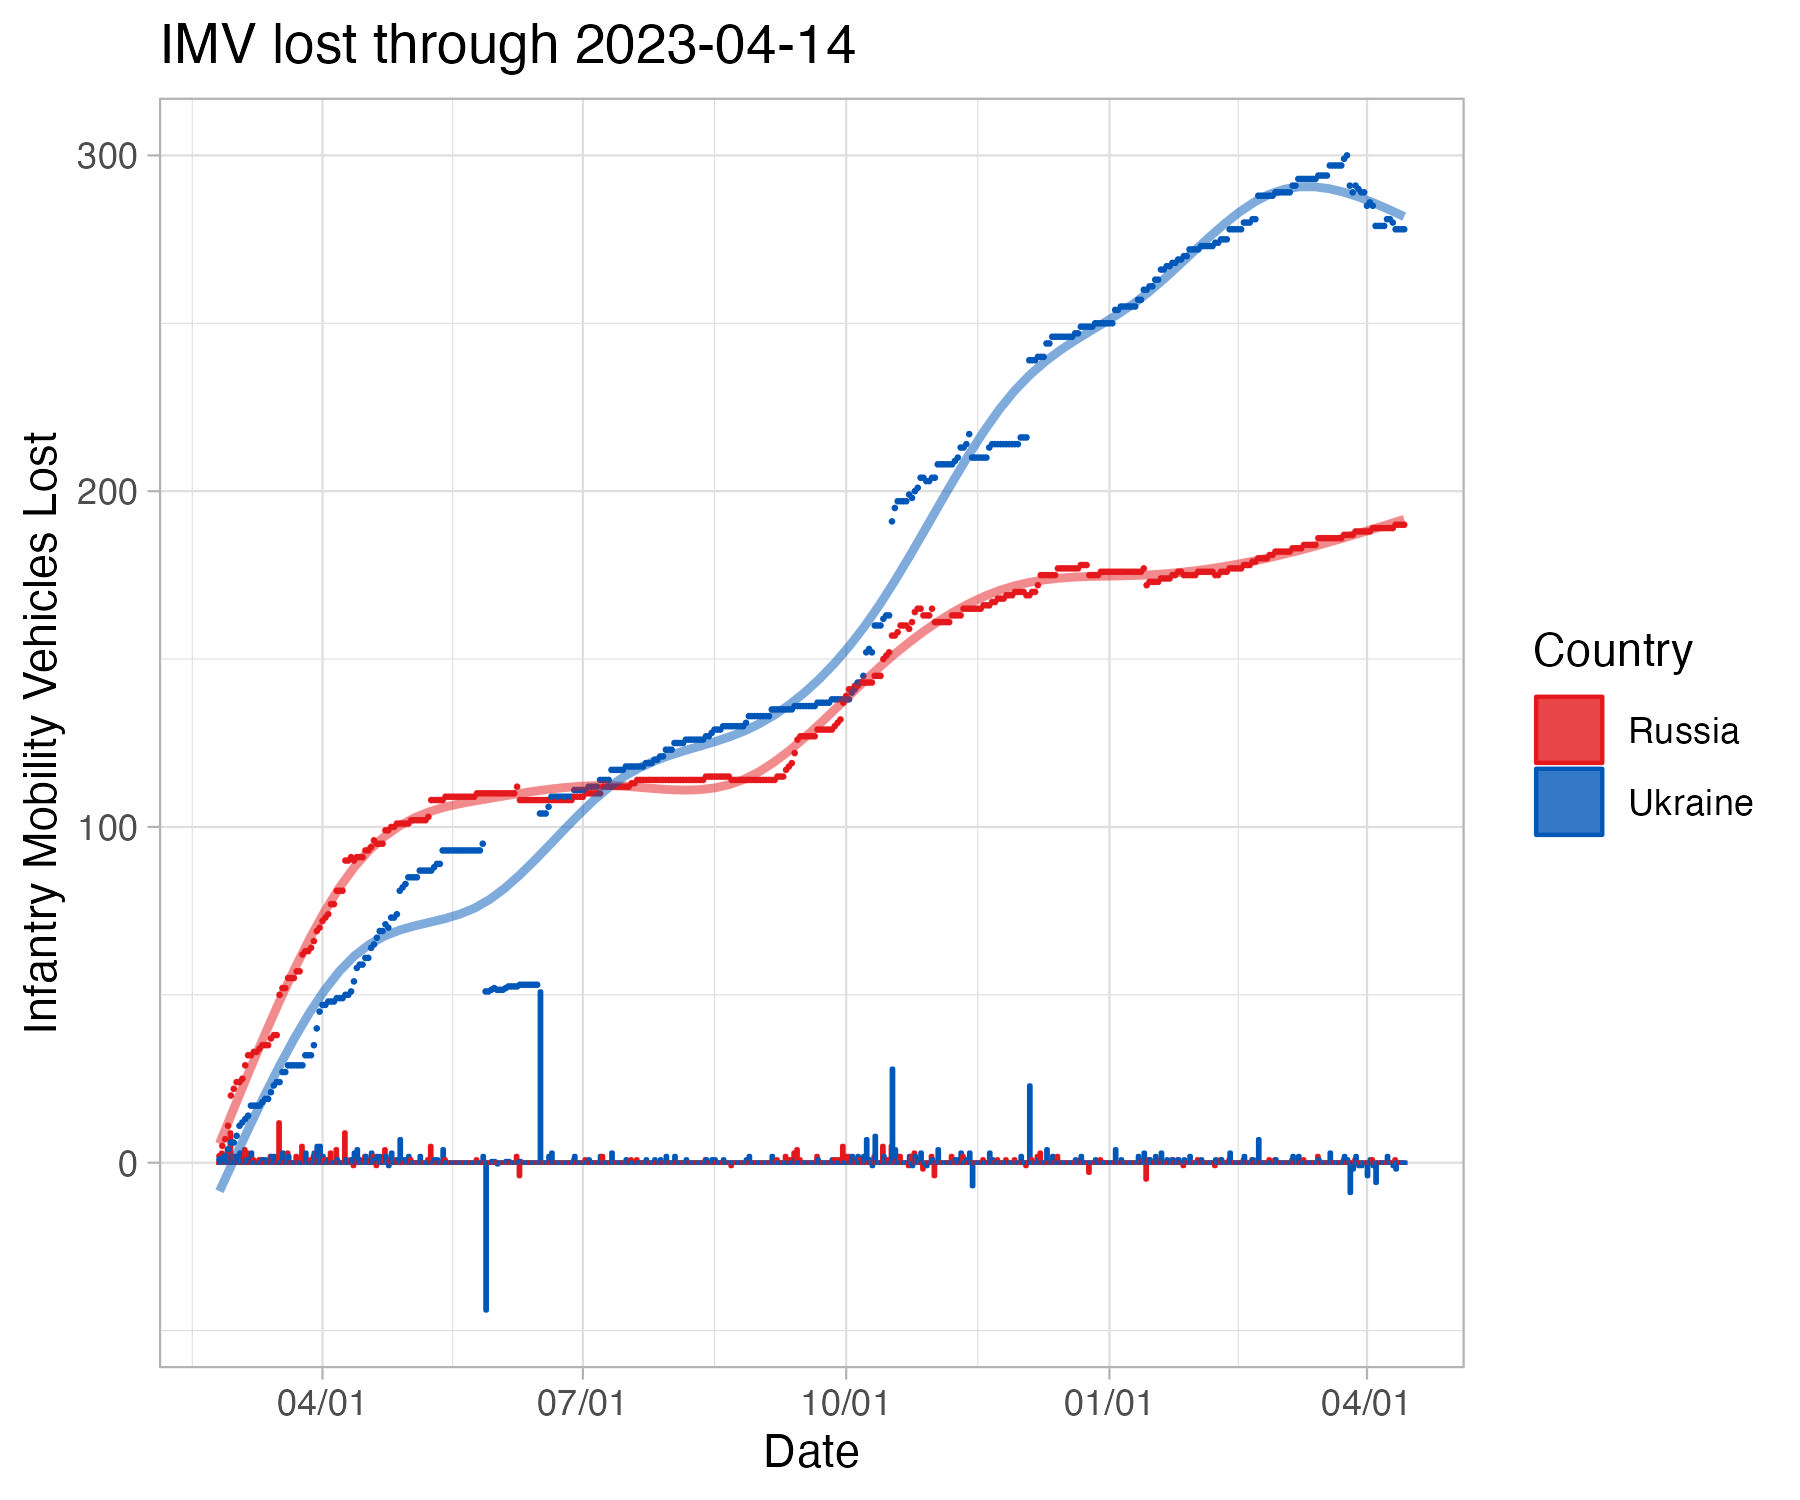 IMV lost through 2023-04-14
Infantry Mobility Vehicles Lost
300
200
100
0
04/01
07/01
10/01
01/01
04/01
Date
Country
Russia
Ukraine